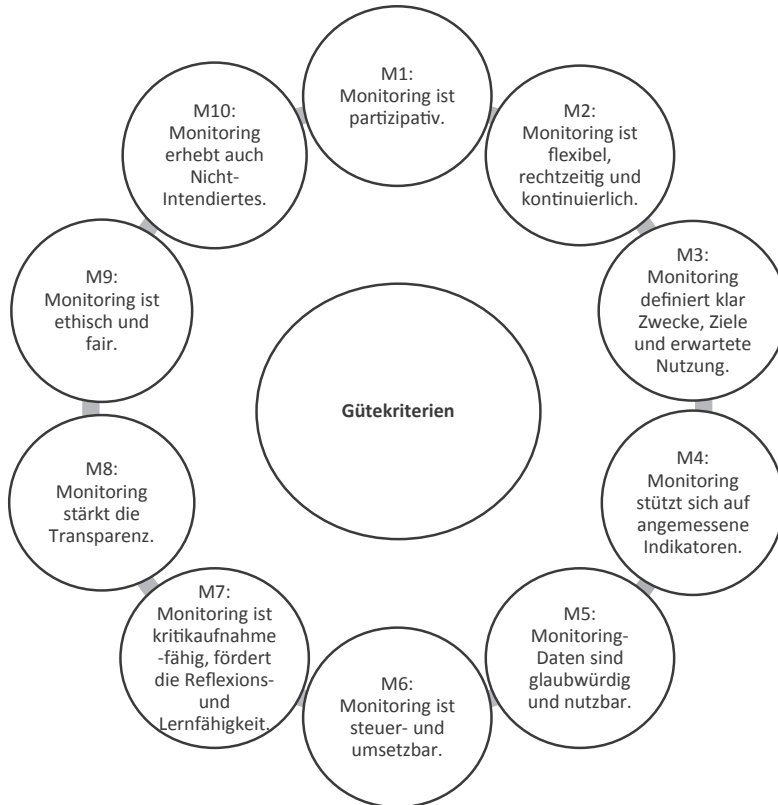 M1:
Monitoring ist
partizipativ.
M2:
Monitoring ist
flexibel,
rechtzeitig und
kontinuierlich.
M3:
Monitoring
definiert klar
Zwecke, Ziele
und erwartete
Nutzung.
M4:
Monitoring
stützt sich auf
angemessene
Indikatoren.
M5:
Monitoring-
Daten sind
glaubwürdig
und nutzbar.
M6:
Monitoring ist
steuer- und
umsetzbar.
M7:
Monitoring ist
kritikaufnahme
-fähig, fördert
die Reflexions-
und
Lernfähigkeit.
M8:
Monitoring
stärkt die
Transparenz.
M9:
Monitoring ist
ethisch und
fair.
M10:
Monitoring
erhebt auch
Nicht-
Intendiertes.
Gütekriterien